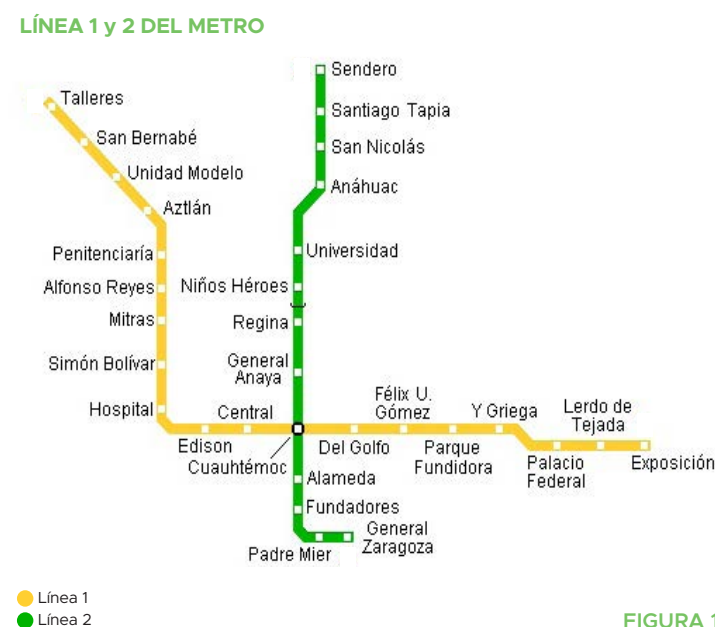 LÍNEA 1 y 2 DEL METRO
Sendero
Talleres
Santiago Tapia
San Bernabé
San Nicolás
Unidad Modelo
Anáhuac
Aztlán
Penitenciaría
Universidad
Alfonso Reyes
Niños Héroes
Mitras
Regina
Simón Bolívar
General
Anaya
Hospital
Central
Félix U.
Gómez
Y Griega
Lerdo de
Tejada
Edison
Cuauhtémoc
Del Golfo
Parque
Fundidora
Palacio
Federal
Exposición
Alameda
Fundadores
General
Zaragoza
Padre Mier
Línea 1
Línea 2
FIGURA 1